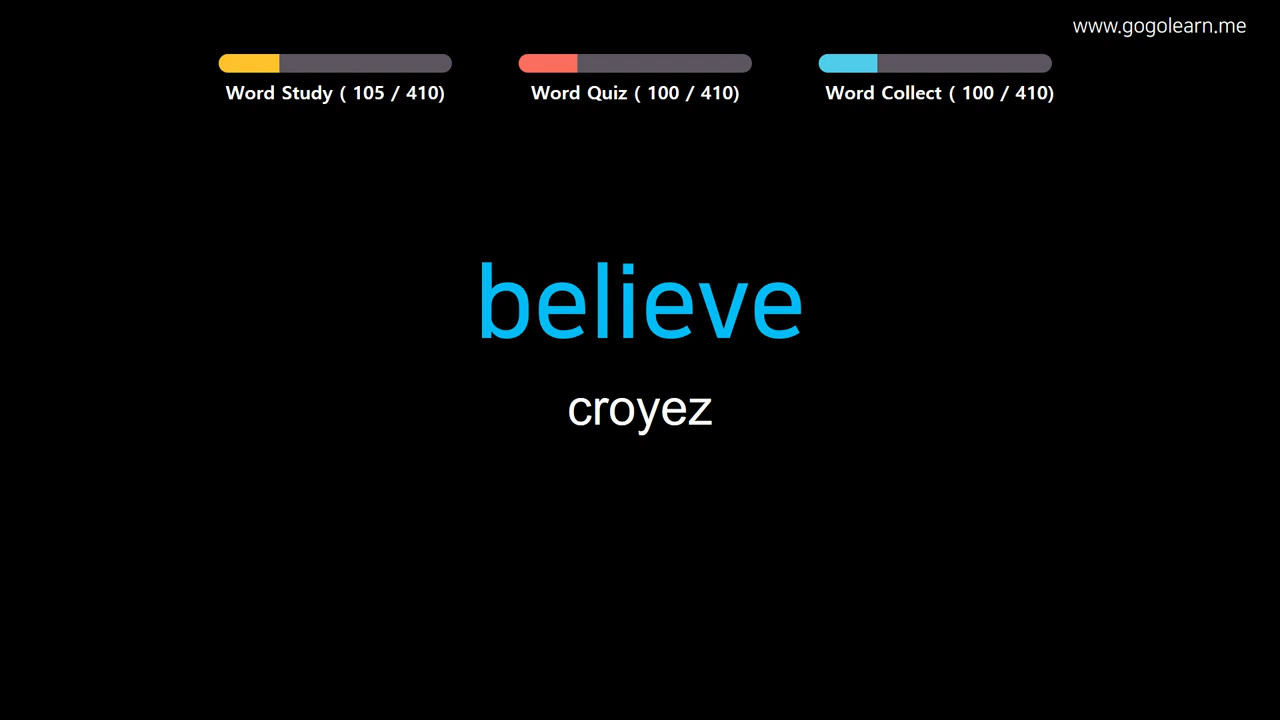 www.gogolearn.me
Word Study ( 105 / 410)
Word Quiz ( 100 / 410)
Word Collect ( 100 / 410)
believe
croyez